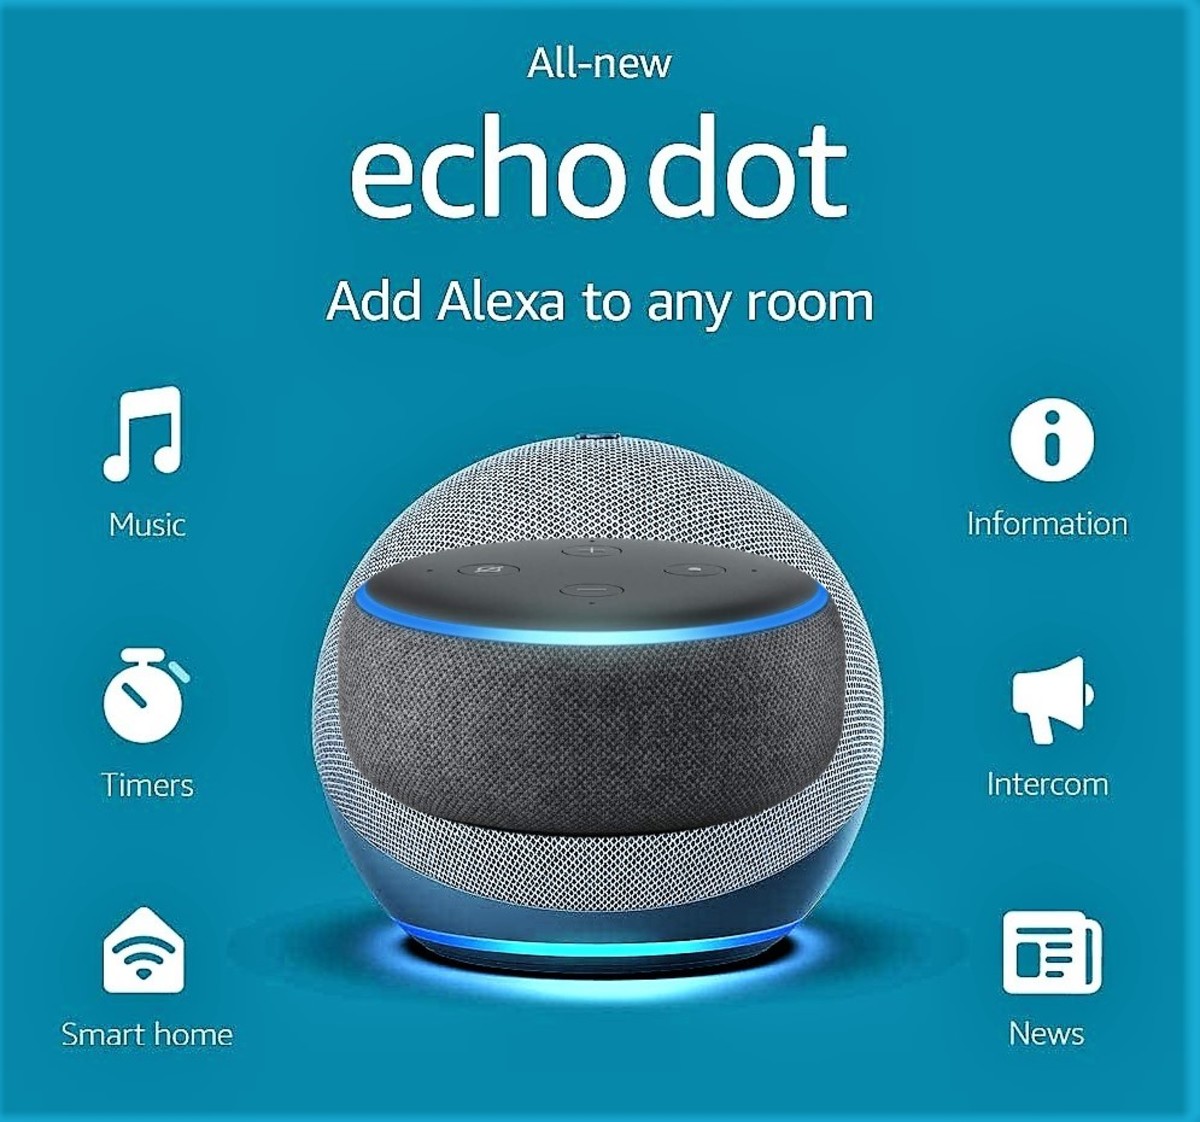 All-new
echo dot
Add Alexa to any room
Music
Information
Timers
Intercom
Smart home
News